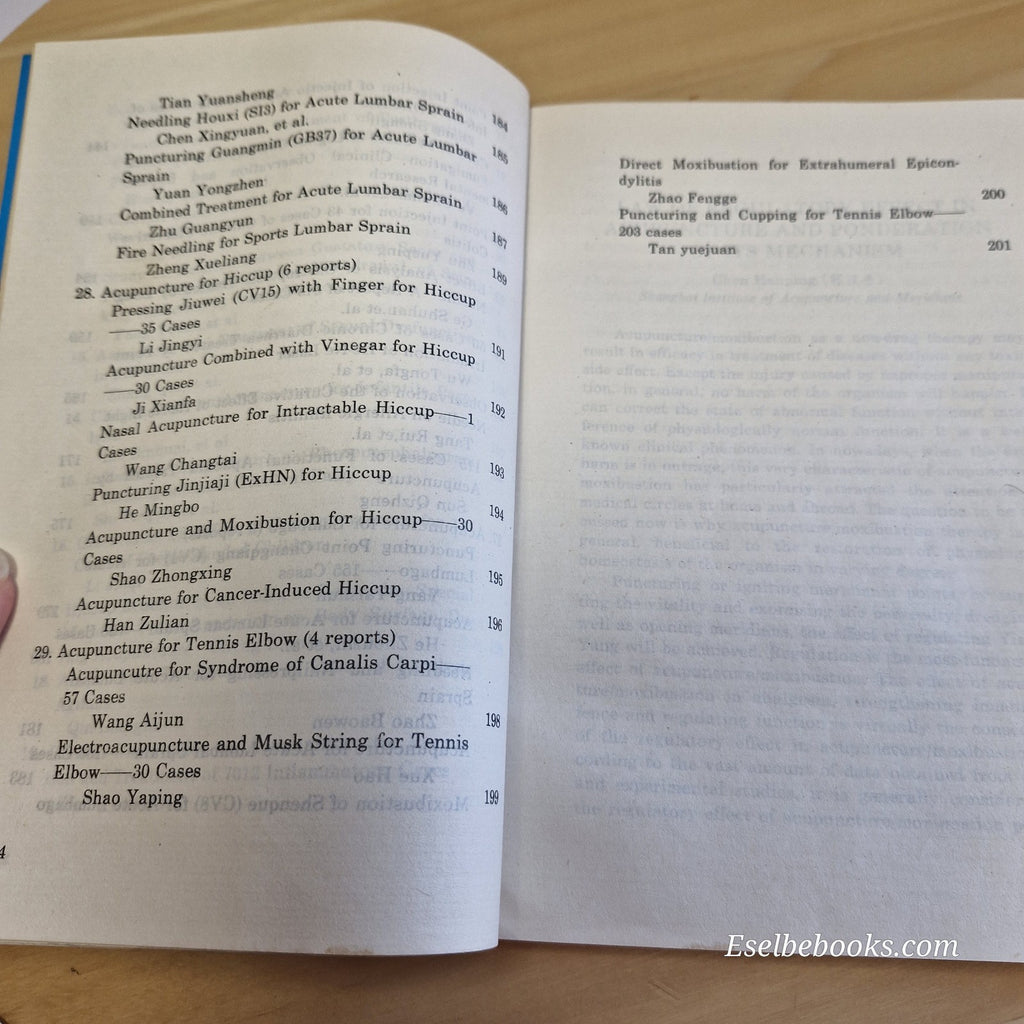 Tian Yuansheng 184
Needling Houxi (SI3) for Acute Lumbar Sprain
Chen Xingyuan, et al. 185
Puncturing Guangmin (GB37) for Acute Lumbar
Sprain
Yuan Yongzhen 186
Combined Treatment for Acute Lumbar Sprain
Zhu Guangyun 187
Fire Needling for Sports Lumbar Sprain
Zheng Xueliang 189
28. Acupuncture for Hiccup (6 reports)
Pressing Jiuwei (CV15) with Finger for Hiccup
——35 Cases
Li Jingyi 191
Acupuncture Combined with Vinegar for Hiccup
——30 Cases
Ji Xianfa 192
Nasal Acupuncture for Intractable Hiccup——1
Cases
Wang Changtai 193
Puncturing Jinjiaji (ExHN) for Hiccup
He Mingbo 194
Acupuncture and Moxibustion for Hiccup——30
Cases
Shao Zhongxing 195
Acupuncture for Cancer-Induced Hiccup
Han Zulian 196
29. Acupuncture for Tennis Elbow (4 reports)
Acupuncutre for Syndrome of Canalis Carpi——
57 Cases
Wang Aijun 198
Electroacupuncture and Musk String for Tennis
Elbow——30 Cases
Shao Yaping 199
4
Direct Moxibustion for Extrahumeral Epicon-
dylitis
Zhao Fengge 200
Puncturing and Cupping for Tennis Elbow——
203 cases
Tan yuejuan 201
Eselbebooks.com